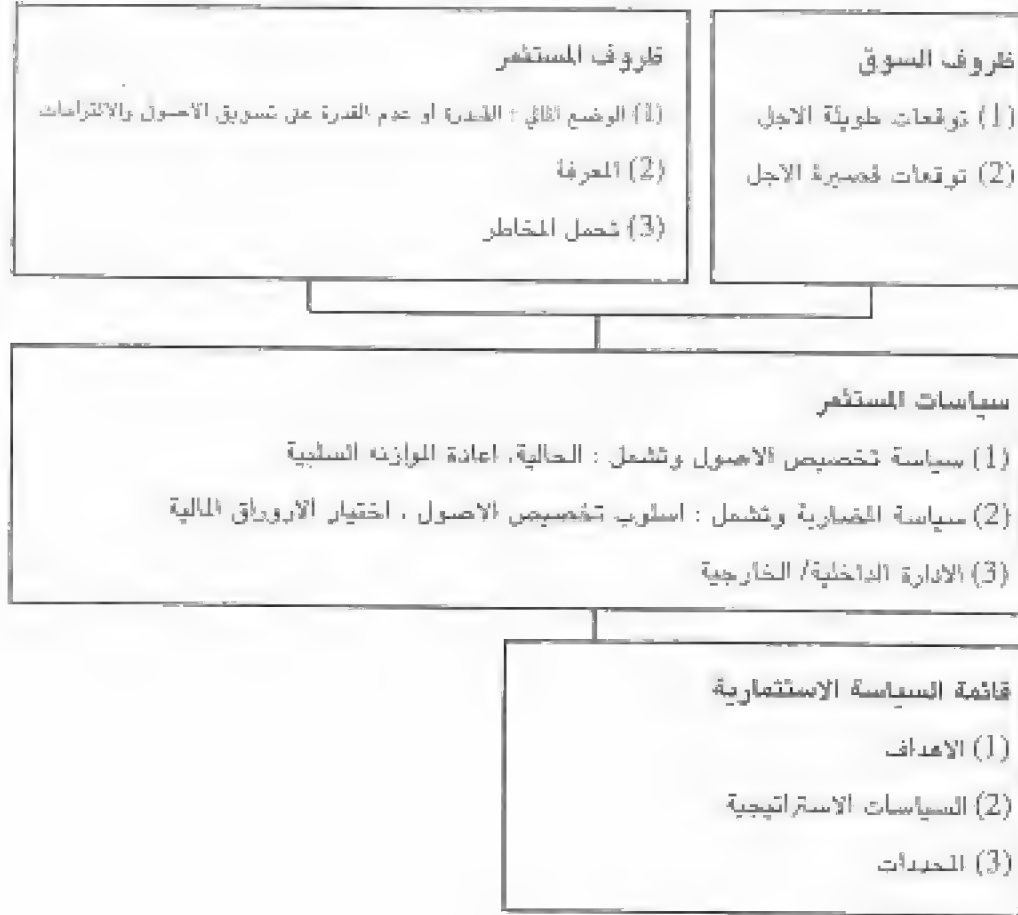 ظروف السوق
(1) توقعات طويلة الاجل
(2) توقعات قصيرة الاجل
ظروف المستثمر
(1) الوضع المالي : القدرة أو عدم القدرة على تسويق الاصول والالتزامات
(2) المعرفة
(3) تحمل المخاطر
سياسات المستثمر
(1) سياسة تخصيص الاصول وتشمل : الحالية، اعادة الموازنه السلبية
(2) سياسة المضاربة وتشمل : اسلوب تخصيص الاصول ، اختيار الاروراق المالية
(3) الادارة الداخلية/ الخارجية
قائمة السياسة الاستثمارية
(1) الاهداف
(2) السياسات الاستراتيجية
(3) المحددات